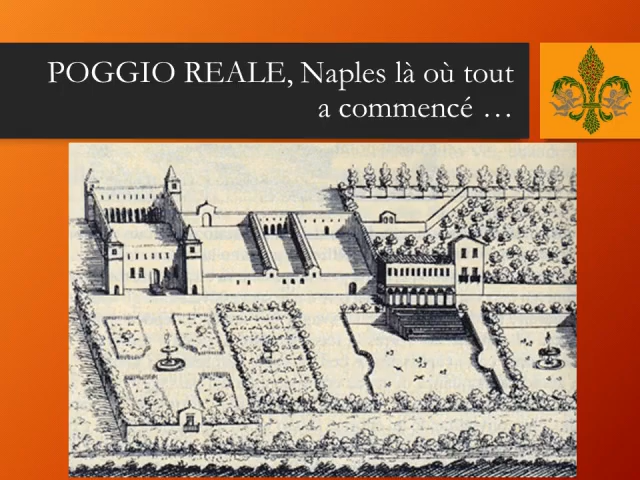 POGGIO REALE, Naples là où tout
a commencé …